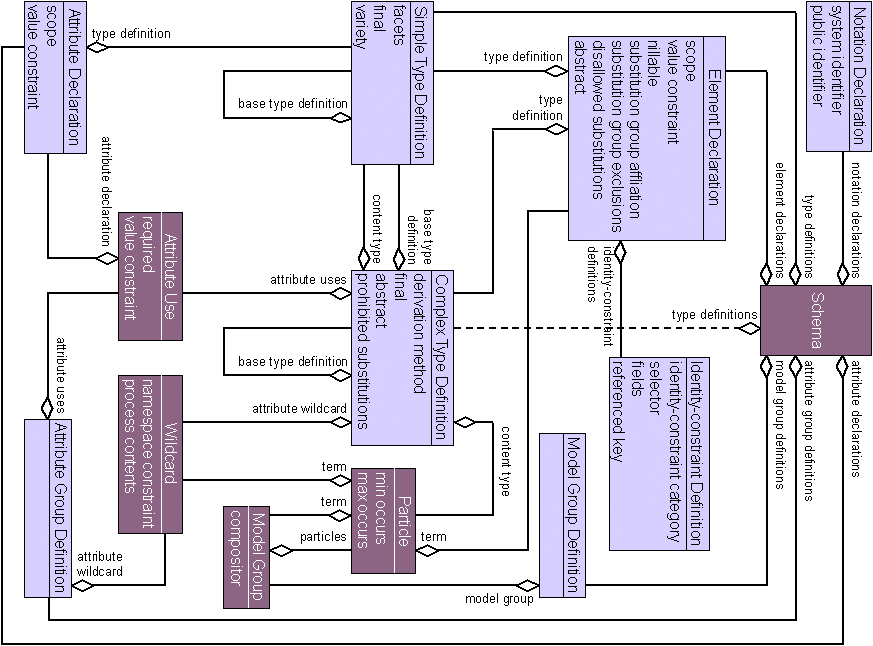 Attribute Declaration
scope
value constraint
type definition
Simple Type Definition
facets
final
variety
base type definition
type definition
type
definition
Element Declaration
scope
value constraint
nillable
substitution group affiliation
substitution group exclusions
disallowed substitutions
abstract
Notation Declaration
system identifier
public identifier
attribute declaration
Attribute Use
required
value constraint
attribute uses
content type
base type
definition
identity-constraint
definitions
element declarations
type definitions
notation declarations
Schema
type definitions
Complex Type Definition
derivation method
final
abstract
prohibited substitutions
base type definition
attribute wildcard
attribute uses
Wildcard
namespace constraint
process contents
Attribute Group Definition
attribute
wildcard
term
term
particles
Particle
min occurs
max occurs
term
content type
Model Group
compositor
model group
Model Group Definition
Identity-constraint Definition
identity-constraint category
selector
fields
referenced key
model group definitions
attribute group definitions
attribute declarations